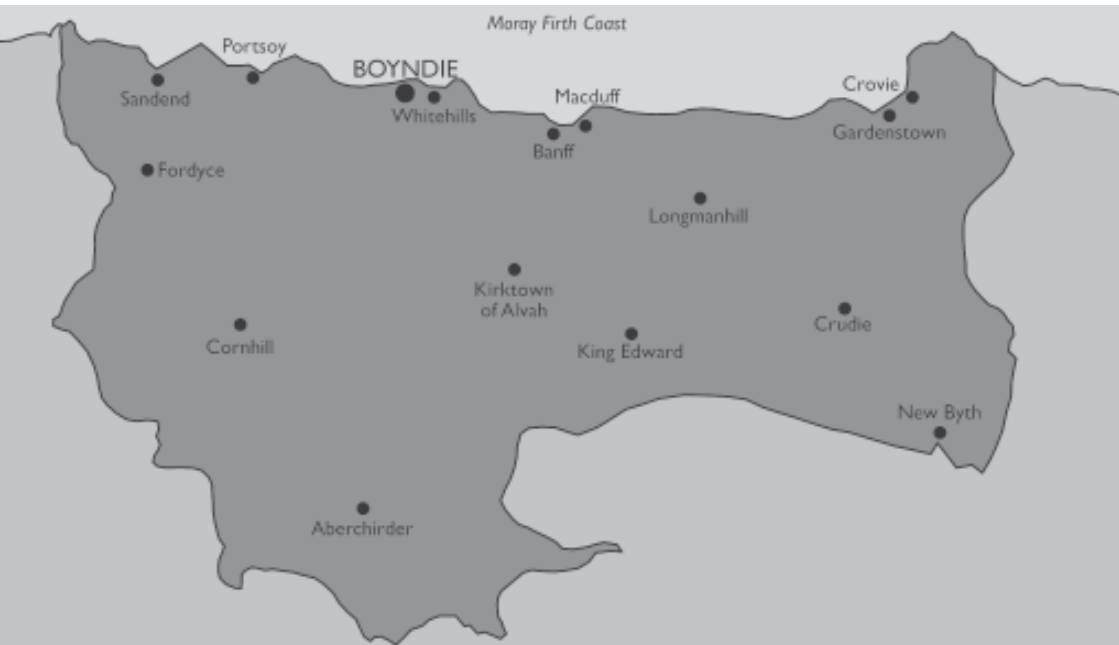 Moray Firth Coast
Portsoy
BOYNDIE
Sandend
Whitehills
Macduff
Crovie
Banff
Gardenstown
Fordyce
Longmanhill
Kirktown
of Alvah
Crudie
Cornhill
King Edward
New Byth
Aberchirder